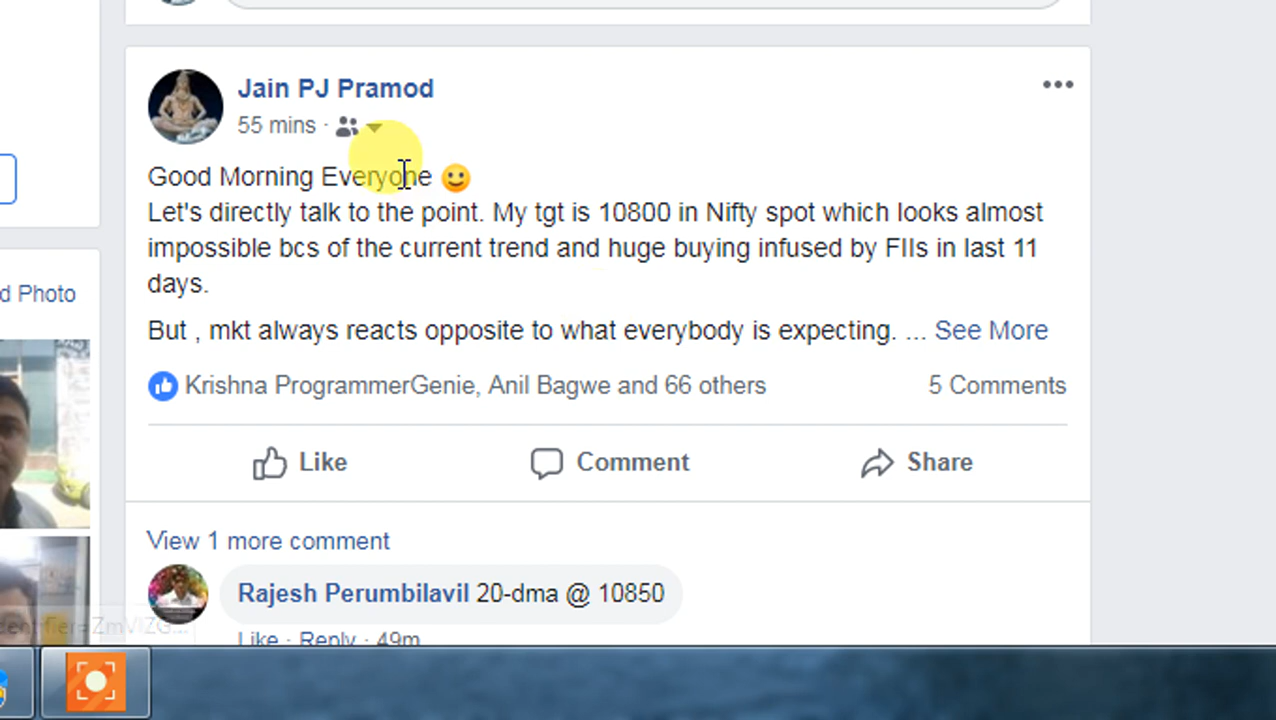 Jain PJ Pramod
55 mins ·
Good Morning Everyone
Let's directly talk to the point. My tgt is 10800 in Nifty spot which looks almost
impossible bcs of the current trend and huge buying infused by FIIs in last 11
days.
But , mkt always reacts opposite to what everybody is expecting. ... See More
Krishna ProgrammerGenie, Anil Bagwe and 66 others 5 Comments
Like Comment Share
View 1 more comment
Rajesh Perumbilavil 20-dma @ 10850
Like · Reply · 49m
d Photo